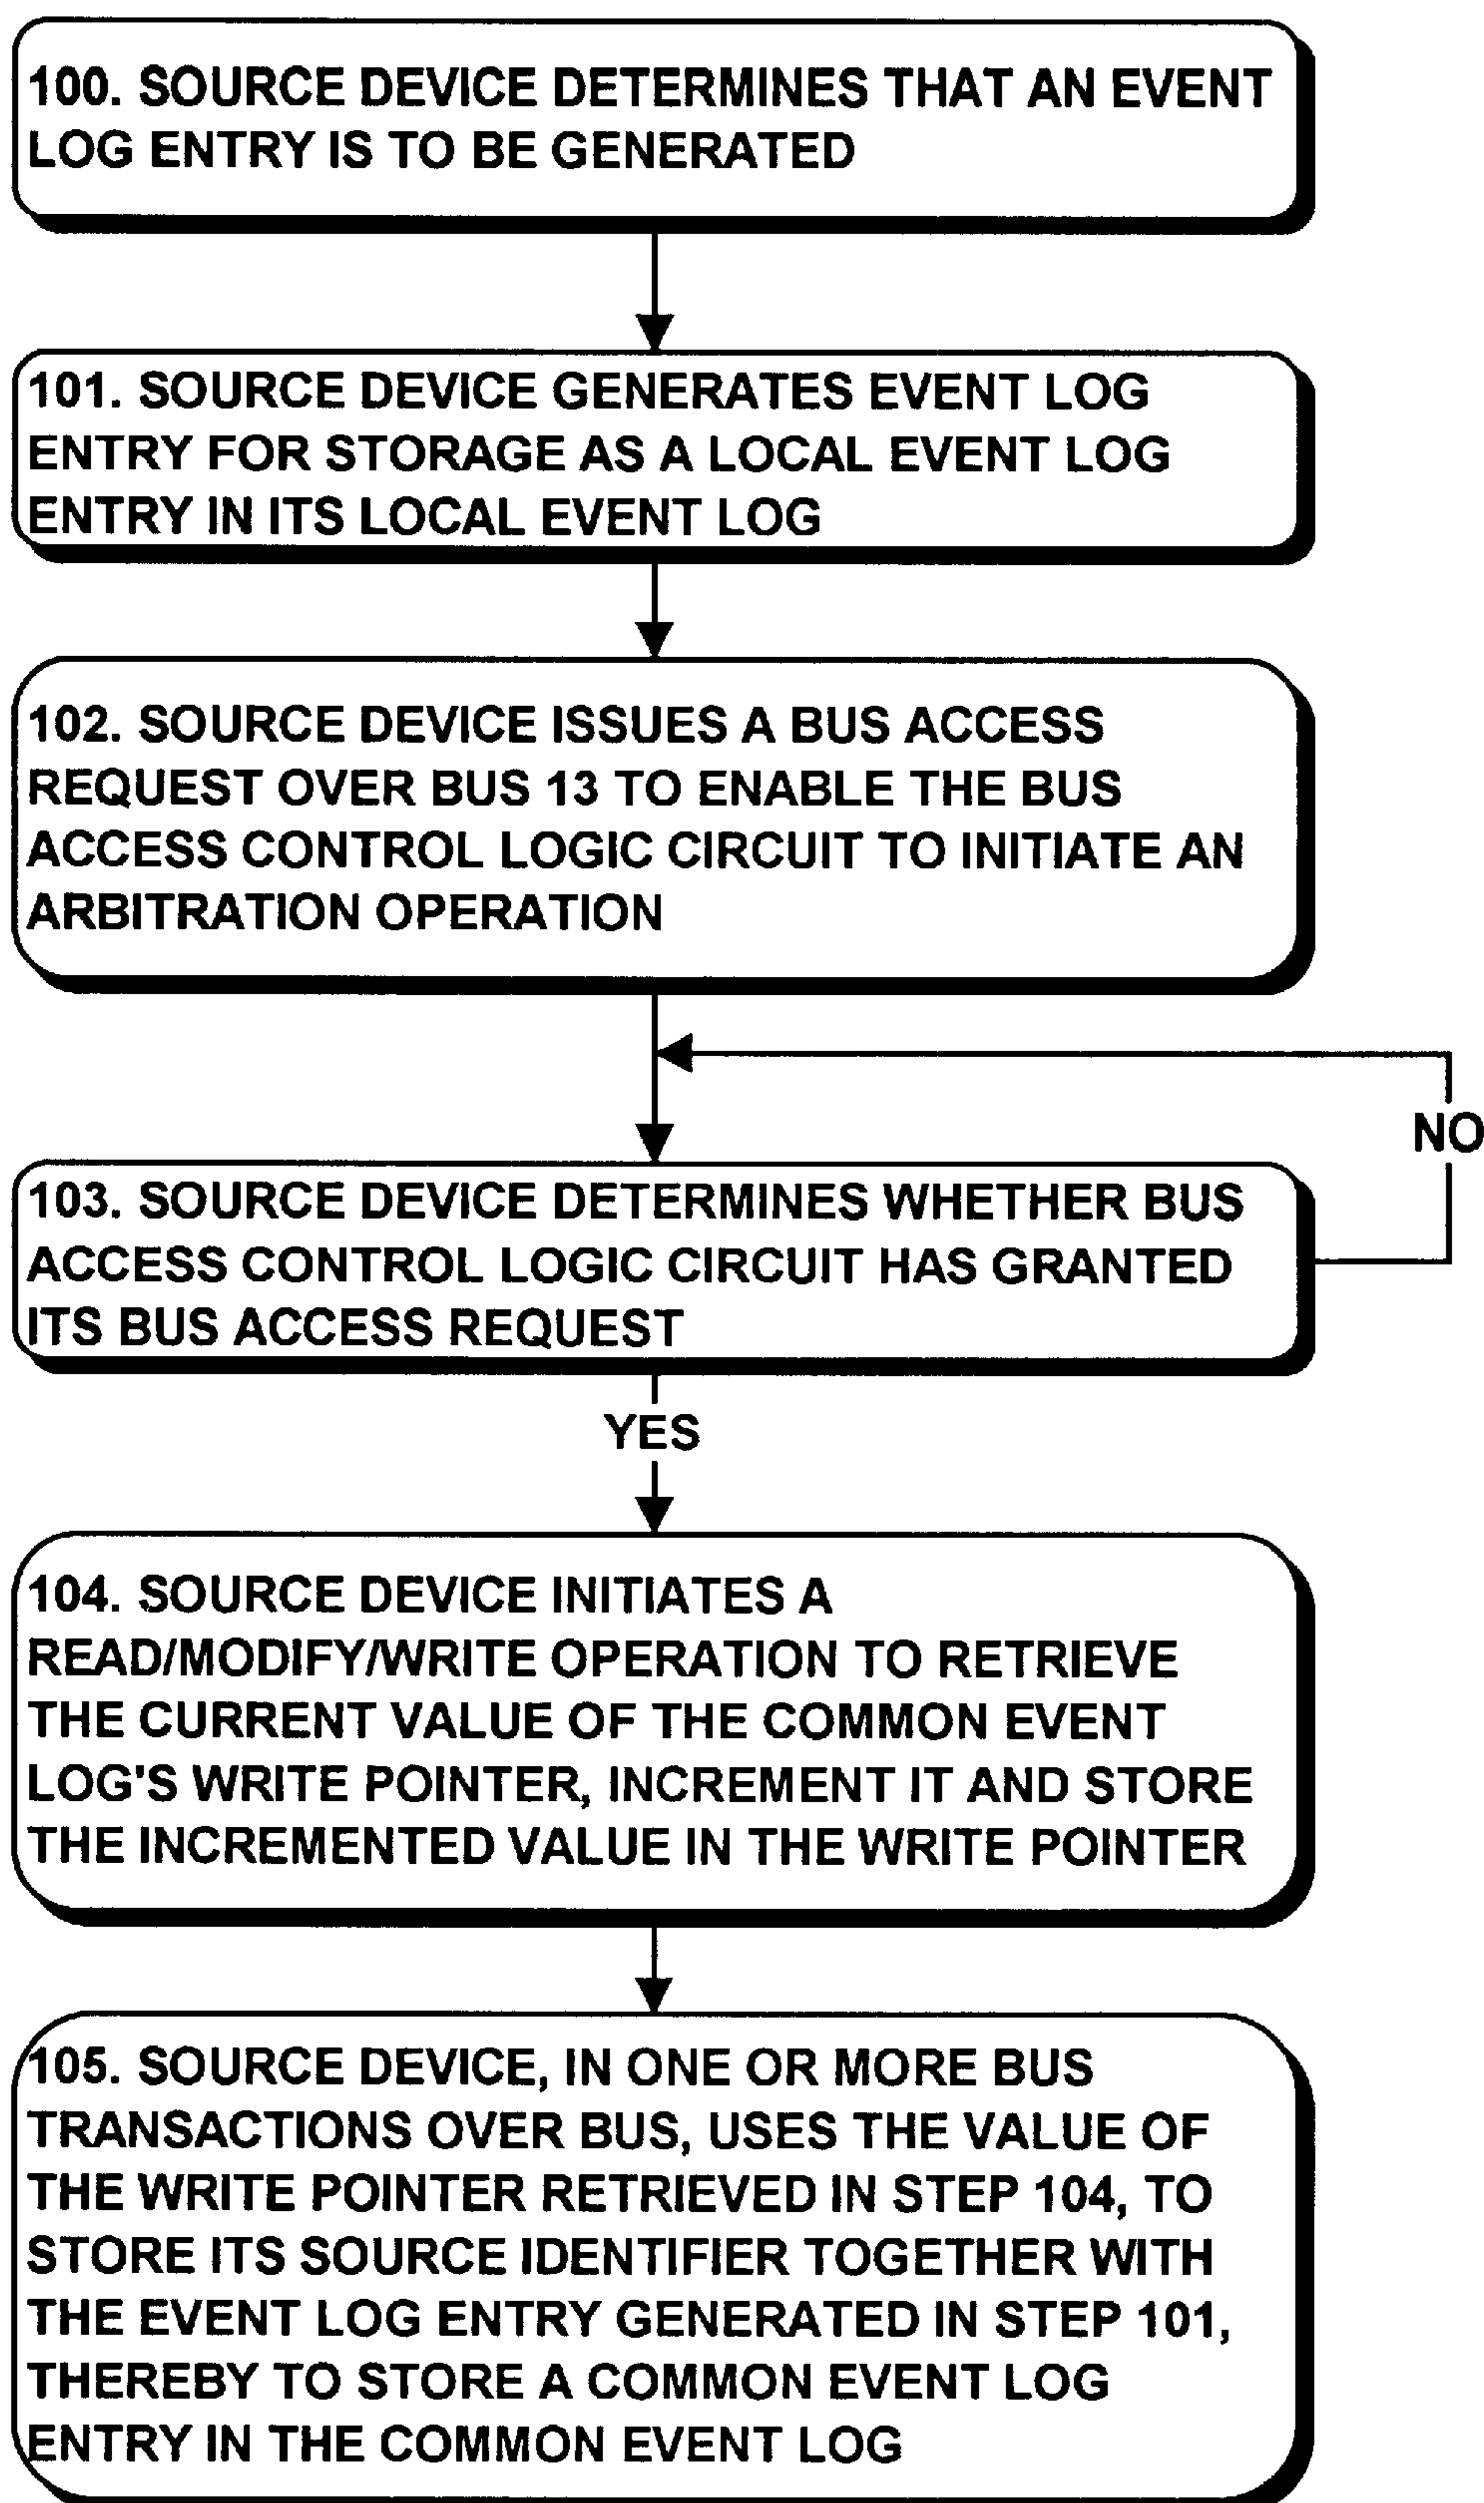 100. SOURCE DEVICE DETERMINES THAT AN EVENT
LOG ENTRY IS TO BE GENERATED
101. SOURCE DEVICE GENERATES EVENT LOG
ENTRY FOR STORAGE AS A LOCAL EVENT LOG
ENTRY IN ITS LOCAL EVENT LOG
102. SOURCE DEVICE ISSUES A BUS ACCESS
REQUEST OVER BUS 13 TO ENABLE THE BUS
ACCESS CONTROL LOGIC CIRCUIT TO INITIATE AN
ARBITRATION OPERATION
NO
103. SOURCE DEVICE DETERMINES WHETHER BUS
ACCESS CONTROL LOGIC CIRCUIT HAS GRANTED
ITS BUS ACCESS REQUEST
YES
104. SOURCE DEVICE INITIATES A
READ/MODIFY/WRITE OPERATION TO RETRIEVE
THE CURRENT VALUE OF THE COMMON EVENT
LOG'S WRITE POINTER, INCREMENT IT AND STORE
THE INCREMENTED VALUE IN THE WRITE POINTER
105. SOURCE DEVICE, IN ONE OR MORE BUS
TRANSACTIONS OVER BUS, USES THE VALUE OF
THE WRITE POINTER RETRIEVED IN STEP 104, TO
STORE ITS SOURCE IDENTIFIER TOGETHER WITH
THE EVENT LOG ENTRY GENERATED IN STEP 101,
THEREBY TO STORE A COMMON EVENT LOG
ENTRY IN THE COMMON EVENT LOG